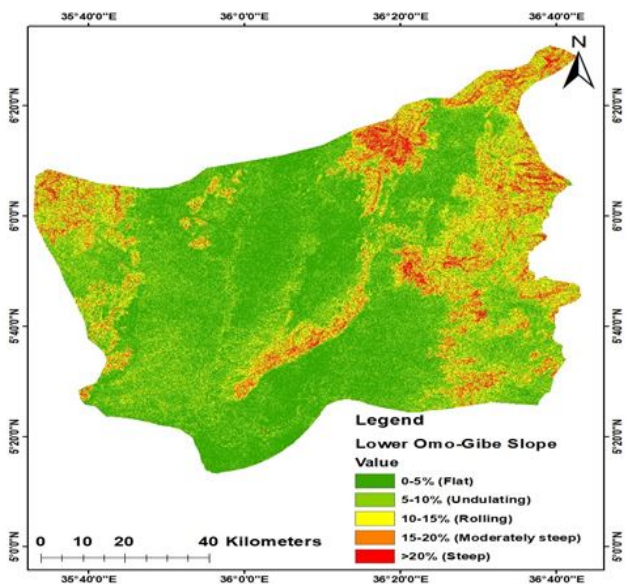 35°40'0"E 36°0'0"E 36°20'0"E 36°40'0"E
N
6°20'0"N 6°20'0"N
6°0'0"N 6°0'0"N
5°40'0"N 5°40'0"N
5°20'0"N 5°20'0"N
5°0'0"N 5°0'0"N
Legend
Lower Omo-Gibe Slope
Value
0-5% (Flat)
5-10% (Undulating)
10-15% (Rolling)
15-20% (Moderately steep)
>20% (Steep)
0 10 20 40 Kilometers
35°40'0"E 36°0'0"E 36°20'0"E 36°40'0"E